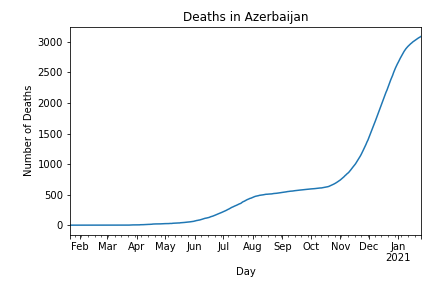 Deaths in Azerbaijan
Number of Deaths
3000
2500
2000
1500
1000
500
0
Feb Mar Apr May Jun Jul Aug Sep Oct Nov Dec Jan
2021
Day